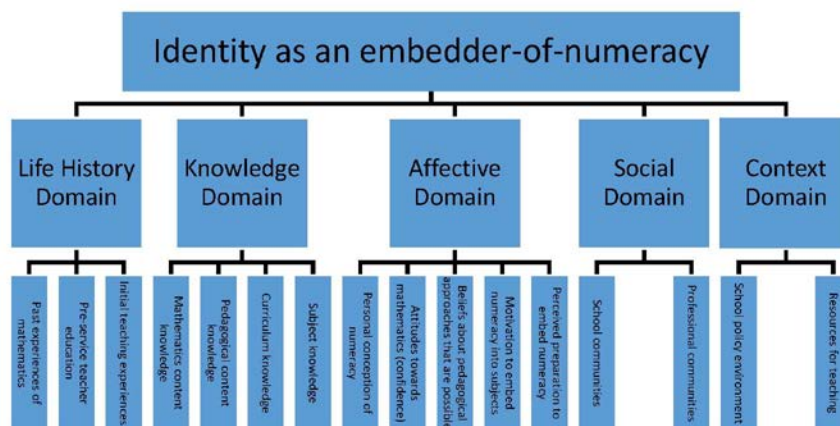 Identity as an embedder-of-numeracy
Life History
Domain
Knowledge
Domain
Affective
Domain
Social
Domain
Context
Domain
Past experiences of
mathematics
Pre-service teacher
education
Initial teaching experiences
Mathematics content
knowledge
Pedagogical content
knowledge
Curriculum knowledge
Subject knowledge
Personal conception of
numeracy
Attitudes towards
mathematics (confidence)
Beliefs about pedagogical
approaches that are possible
Motivation to embed
numeracy into subjects
Perceived preparation to
embed numeracy
School communities
Professional communities
School policy environment
Resources for teaching